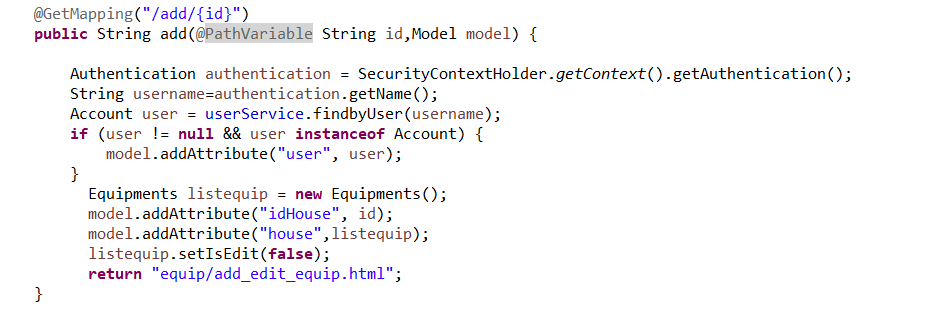 @GetMapping("/add/{id}")
public String add(@PathVariable String id,Model model) {
Authentication authentication = SecurityContextHolder.getContext().getAuthentication();
String username=authentication.getName();
Account user = userService.findbyUser(username);
if (user != null && user instanceof Account) {
model.addAttribute("user", user);
}
Equipments listequip = new Equipments();
model.addAttribute("idHouse", id);
model.addAttribute("house",listequip);
listequip.setIsEdit(false);
return "equip/add_edit_equip.html";
}